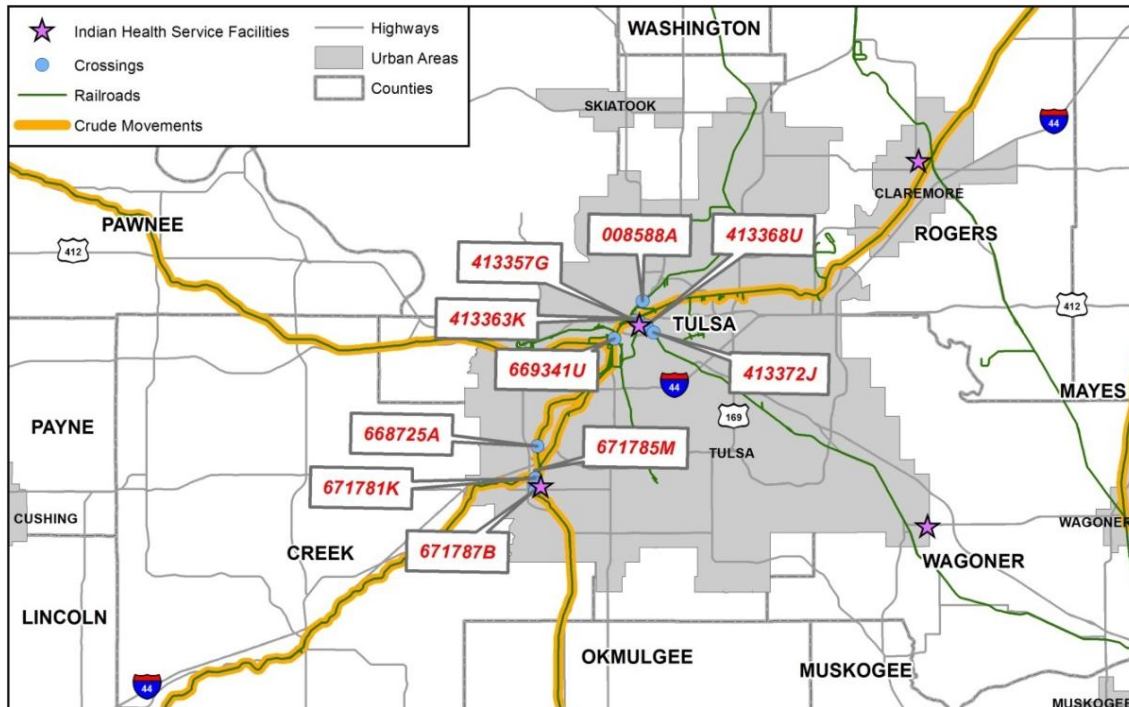 Indian Health Service Facilities
Highways
Crossings
Urban Areas
Railroads
Counties
Crude Movements
WASHINGTON
SKIATOOK
44
CLAREMORE
PAWNEE
ROGERS
412
008588A
413368U
413357G
412
413363K
TULSA
669341U
413372J
44
MAYES
169
PAYNE
668725A
671785M
TULSA
671781K
CUSHING
WAGONER
CREEK
671787B
WAGONER
LINCOLN
OKMULGEE
MUSKOGEE
44
MUSKOGEE